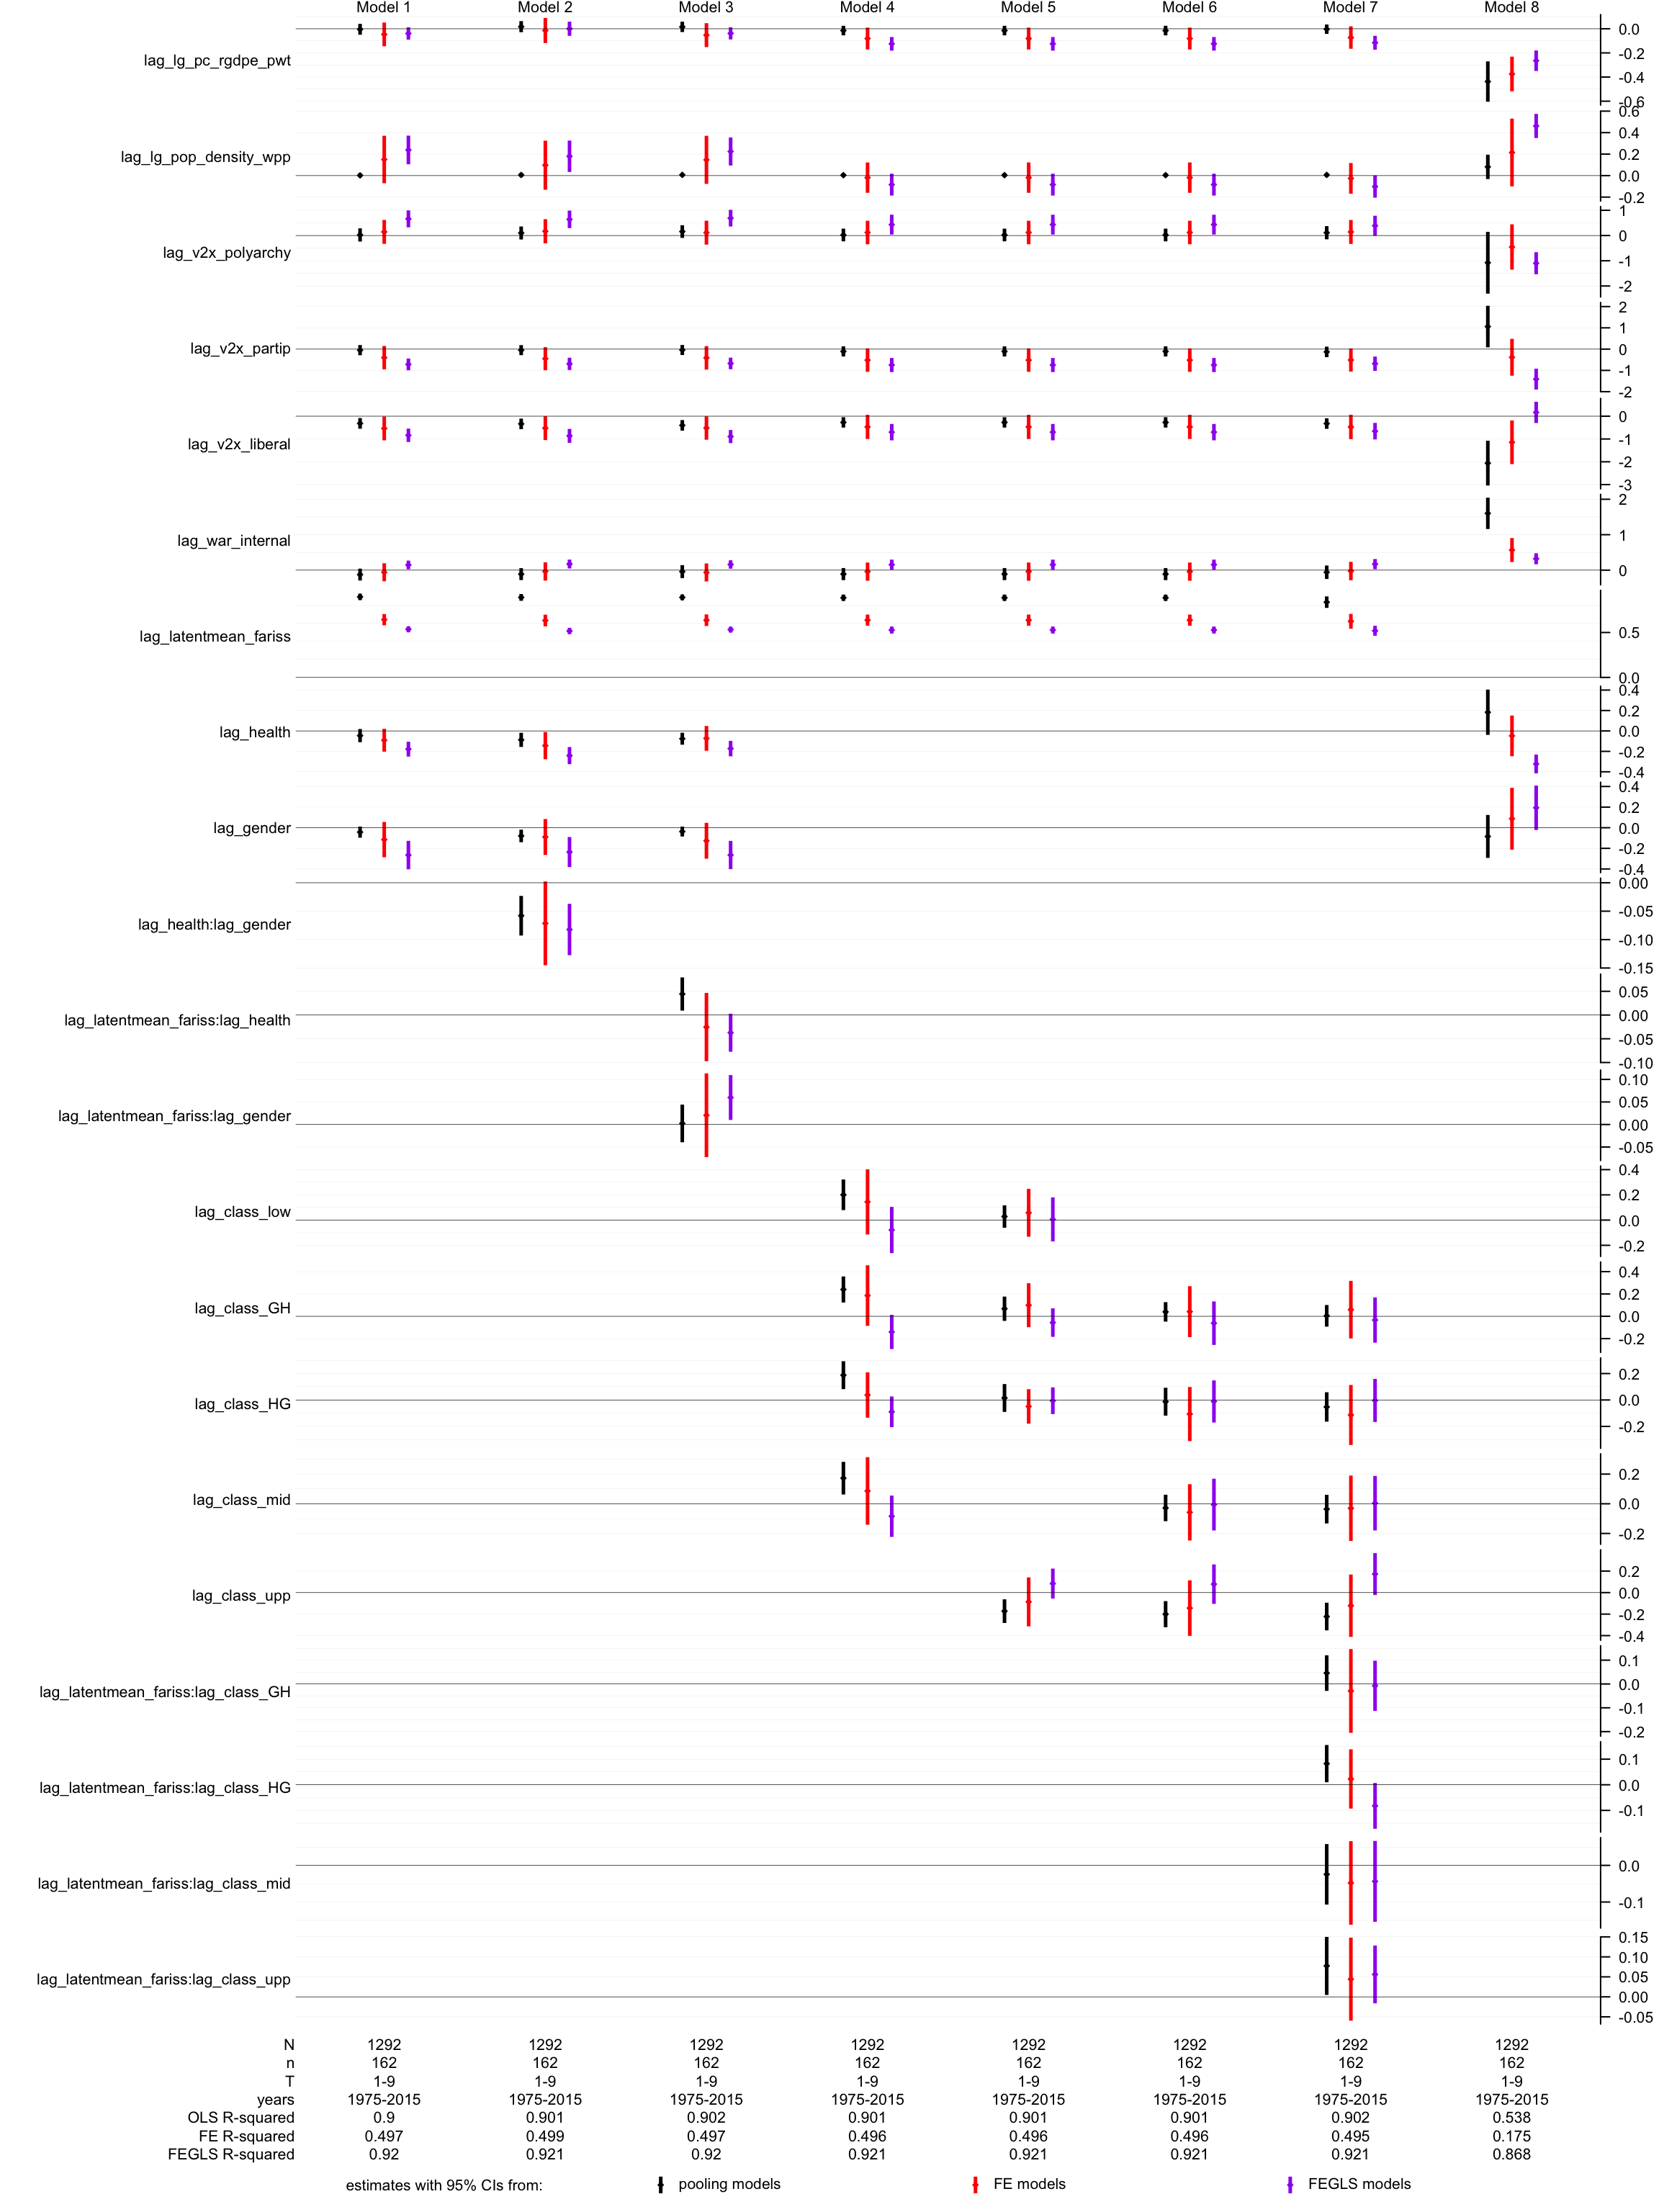 Model 1 Model 2 Model 3 Model 4 Model 5 Model 6 Model 7 Model 8
lag_lg_pc_rgdpe_pwt
0.0
-0.2
-0.4
-0.6
lag_lg_pop_density_wpp
0.6
0.4
0.2
0.0
-0.2
lag_v2x_polyarchy
1
0
-1
-2
lag_v2x_partip
2
1
0
-1
-2
lag_v2x_liberal
0
-1
-2
-3
lag_war_internal
2
1
0
lag_latentmean_fariss
0.5
0.0
lag_health
0.4
0.2
0.0
-0.2
-0.4
lag_gender
0.4
0.2
0.0
-0.2
-0.4
lag_health:lag_gender
0.00
-0.05
-0.10
-0.15
lag_latentmean_fariss:lag_health
0.05
0.00
-0.05
-0.10
lag_latentmean_fariss:lag_gender
0.10
0.05
0.00
-0.05
lag_class_low
0.4
0.2
0.0
-0.2
lag_class_GH
0.4
0.2
0.0
-0.2
lag_class_HG
0.2
0.0
-0.2
lag_class_mid
0.2
0.0
-0.2
lag_class_upp
0.2
0.0
-0.2
-0.4
lag_latentmean_fariss:lag_class_GH
0.1
0.0
-0.1
-0.2
lag_latentmean_fariss:lag_class_HG
0.1
0.0
-0.1
lag_latentmean_fariss:lag_class_mid
0.0
-0.1
lag_latentmean_fariss:lag_class_upp
0.15
0.10
0.05
0.00
-0.05
N 1292 1292 1292 1292 1292 1292 1292 1292
n 162 162 162 162 162 162 162 162
T 1-9 1-9 1-9 1-9 1-9 1-9 1-9 1-9
years 1975-2015 1975-2015 1975-2015 1975-2015 1975-2015 1975-2015 1975-2015 1975-2015
OLS R-squared 0.9 0.901 0.902 0.901 0.901 0.901 0.902 0.538
FE R-squared 0.497 0.499 0.497 0.496 0.496 0.496 0.495 0.175
FEGLS R-squared 0.92 0.921 0.92 0.921 0.921 0.921 0.921 0.868
estimates with 95% CIs from: pooling models FE models FEGLS models